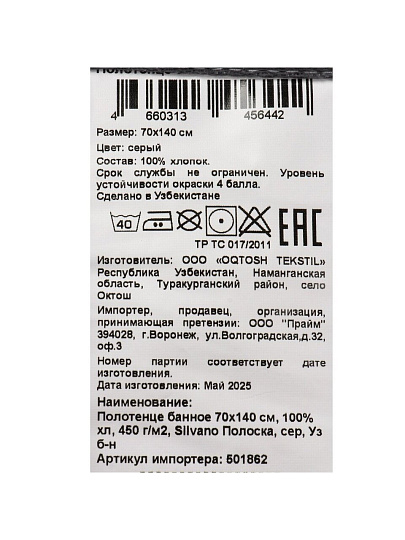 4 660313 456442
Размер: 70х140 см
Цвет: серый
Состав: 100% хлопок.
Срок службы не ограничен. Уровень
устойчивости окраски 4 балла.
Сделано в Узбекистане
40
ТР ТС 017/2011
EAC
Изготовитель: ООО «OQTOSH TEKSTIL»
Республика Узбекистан, Наманганская
область, Туракурганский район, село
Октош
Импортер, продавец, организация,
принимающая претензии: ООО "Прайм"
394028, г.Воронеж, ул.Волгоградская,д.32,
оф.3
Номер партии соответствует дате
изготовления.
Дата изготовления: Май 2025
Наименование:
Полотенце банное 70х140 см, 100%
хл, 450 г/м2, Silvano Полоска, сер, Уз
б-н
Артикул импортера: 501862